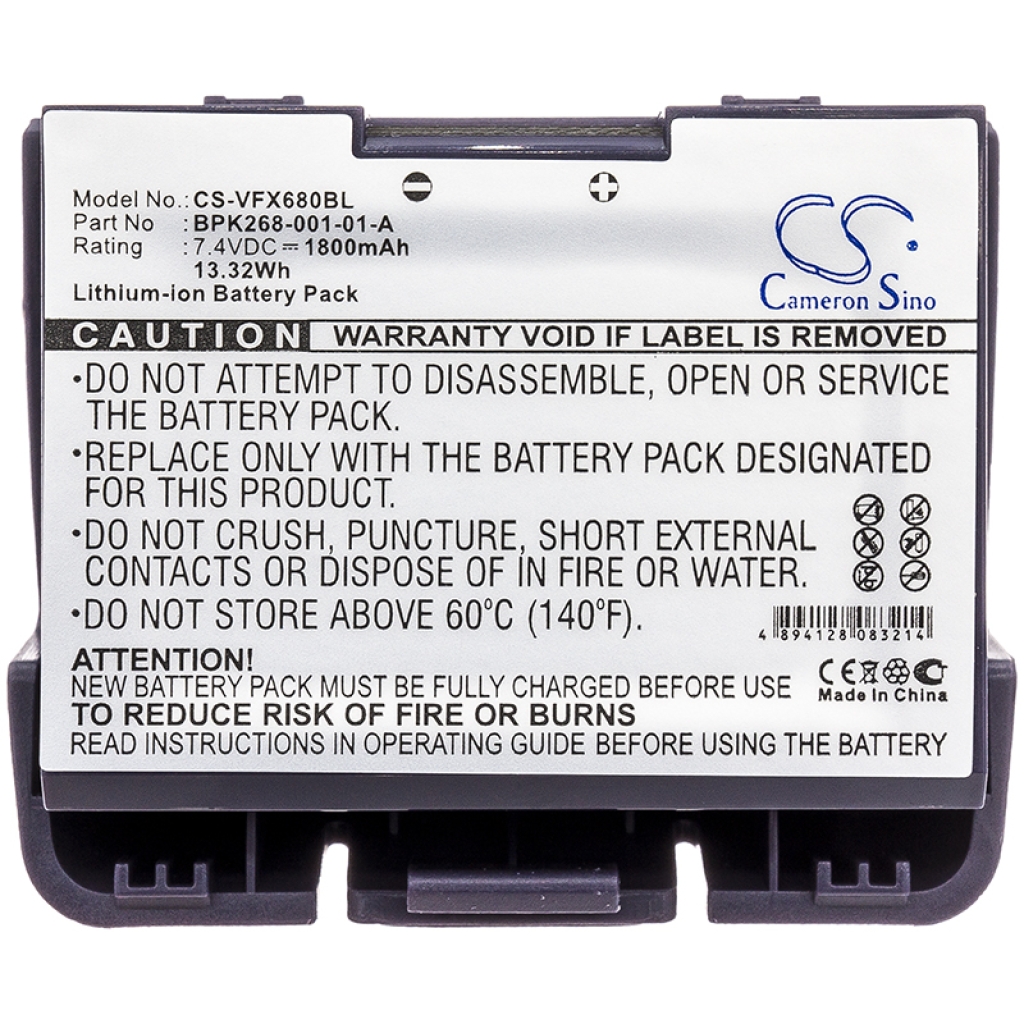 Model No.: CS-VFX680BL
Part No : BPK268-001-01-A
Rating : 7.4VDC ⎓ 1800mAh
13.32Wh
Lithium-ion Battery Pack
CS
Cameron Sino
CAUTION WARRANTY VOID IF LABEL IS REMOVED
·DO NOT ATTEMPT TO DISASSEMBLE, OPEN OR SERVICE
THE BATTERY PACK.
·REPLACE ONLY WITH THE BATTERY PACK DESIGNATED
FOR THIS PRODUCT.
·DO NOT CRUSH, PUNCTURE, SHORT EXTERNAL
CONTACTS OR DISPOSE OF IN FIRE OR WATER.
·DO NOT STORE ABOVE 60°C (140°F).
4 894128 083214
ATTENTION!
NEW BATTERY PACK MUST BE FULLY CHARGED BEFORE USE
TO REDUCE RISK OF FIRE OR BURNS
READ INSTRUCTIONS IN OPERATING GUIDE BEFORE USING THE BATTERY
CE
Made In China